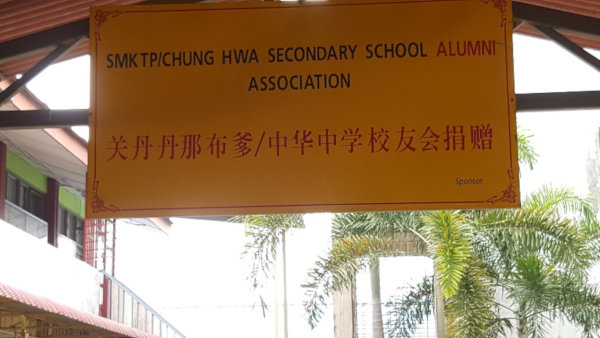 SMKTP/CHUNG HWA SECONDARY SCHOOL ALUMNI
ASSOCIATION
关丹丹那布爹/中华中学校友会捐赠
Sponsor